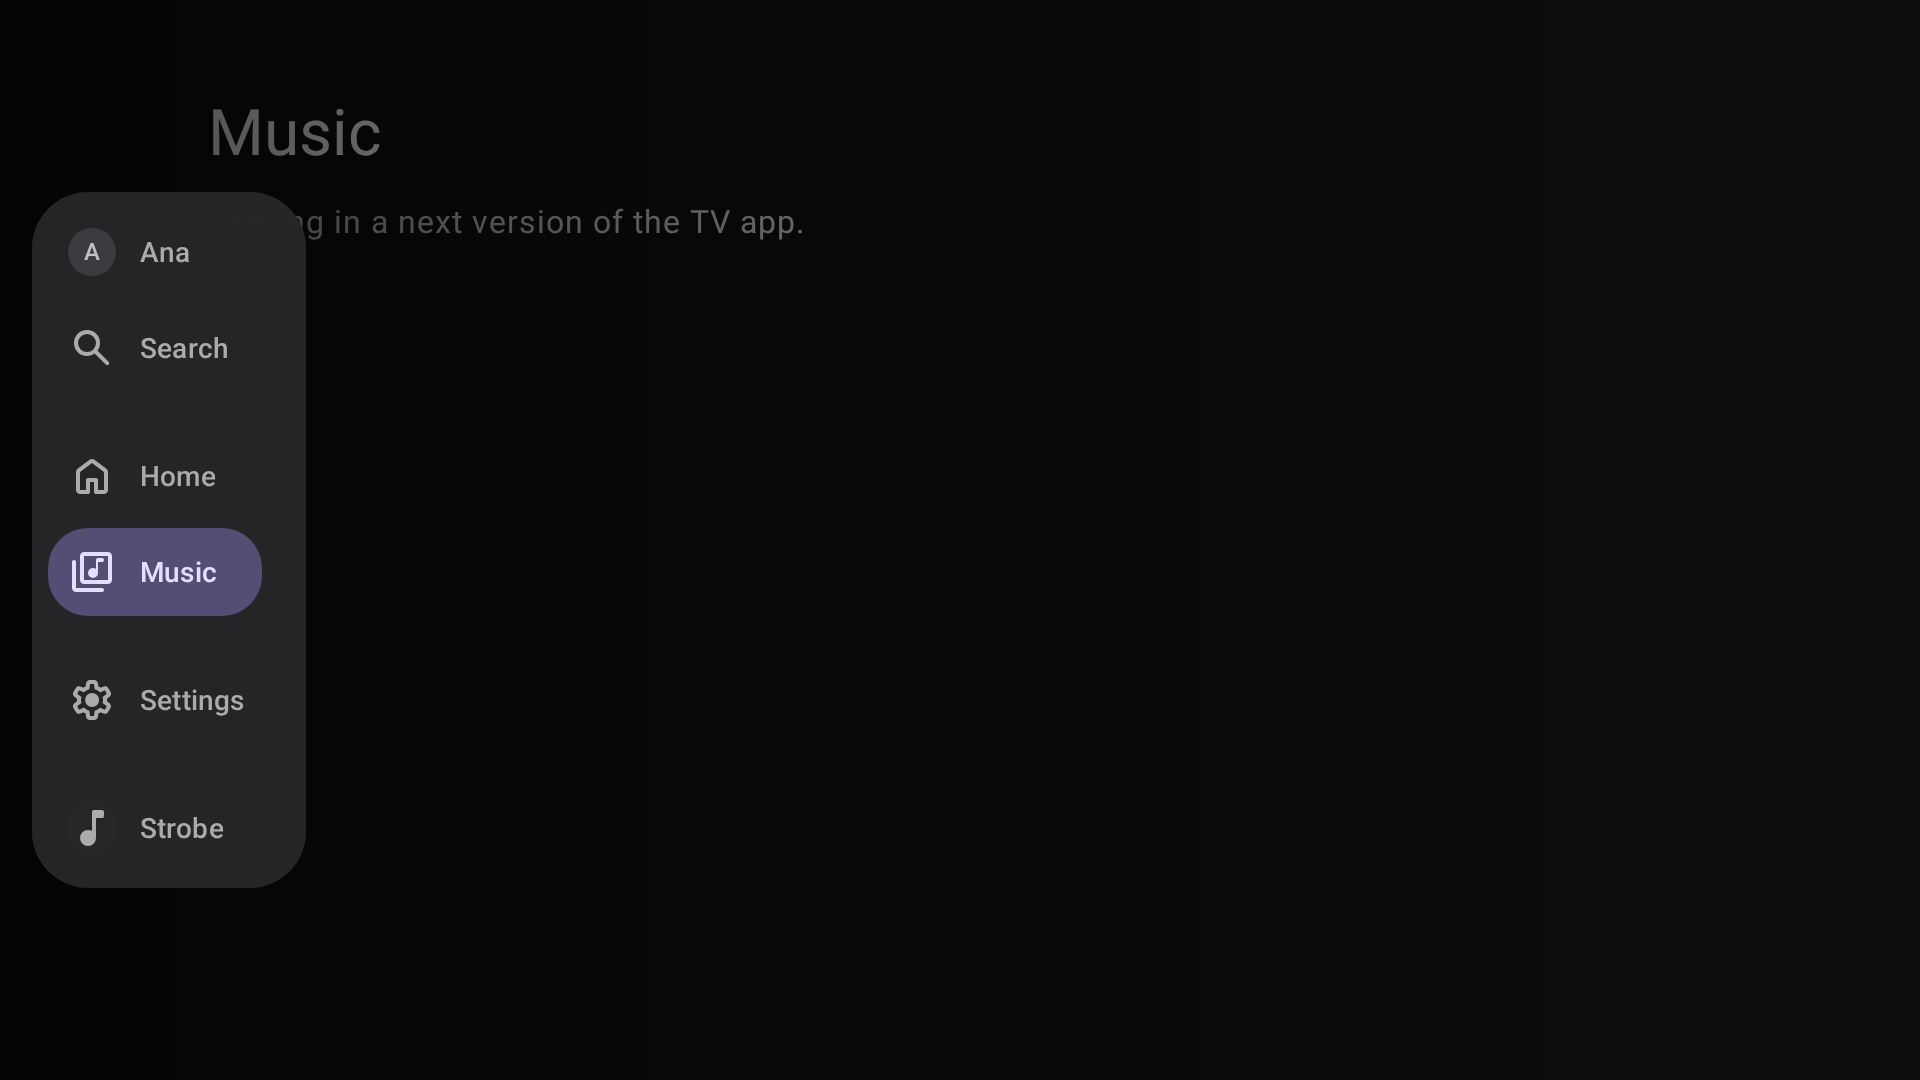 Music
in a next version of the TV app.
A Ana
Search
Home
Music
Settings
Strobe